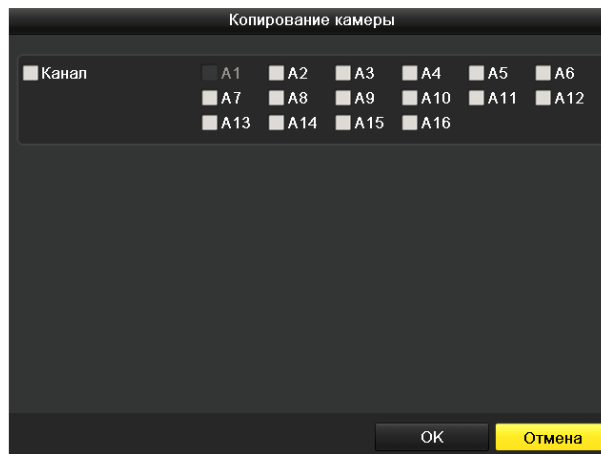 Копирование камеры
Канал A1 A2 A3 A4 A5 A6
A7 A8 A9 A10 A11 A12
A13 A14 A15 A16
OK Отмена